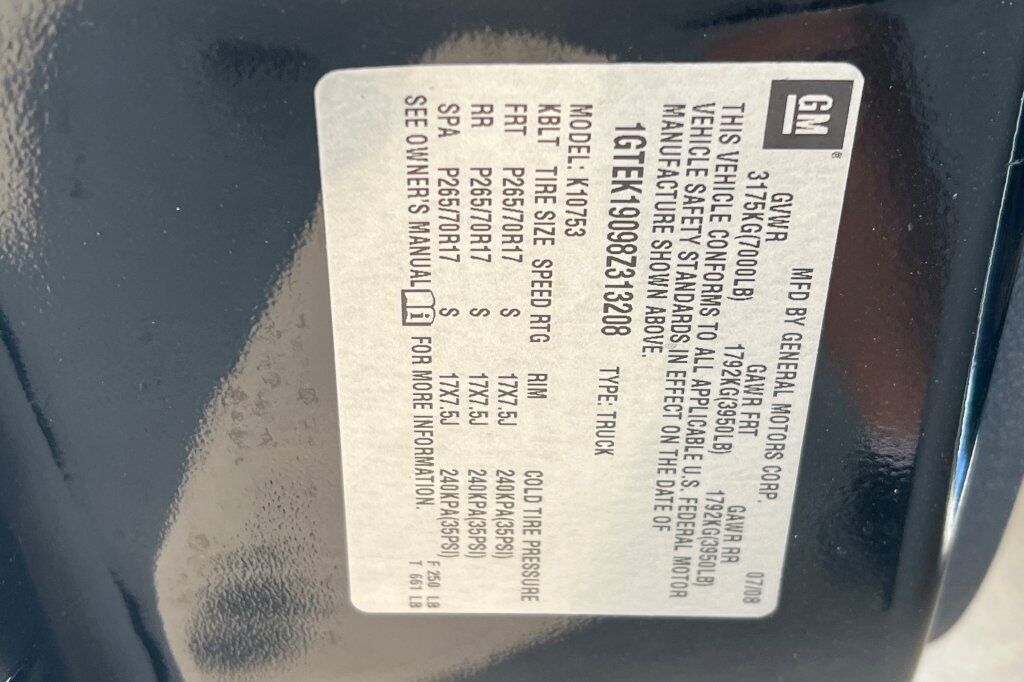 GM®
MFD BY GENERAL MOTORS CORP. 07/08
GVWR GAWR FRT GAWR RR
3175KG(7000LB) 1792KG(3950LB) 1792KG(3950LB)
THIS VEHICLE CONFORMS TO ALL APPLICABLE U.S. FEDERAL MOTOR
VEHICLE SAFETY STANDARDS IN EFFECT ON THE DATE OF
MANUFACTURE SHOWN ABOVE.
1GTEK19098Z313208 TYPE: TRUCK
MODEL: K10753
KBLT TIRE SIZE SPEED RTG RIM COLD TIRE PRESSURE
FRT P265/70R17 S 17X7.5J 240KPA(35PSI)
RR P265/70R17 S 17X7.5J 240KPA(35PSI)
SPA P265/70R17 S 17X7.5J 240KPA(35PSI) F 250 LB
SEE OWNER'S MANUAL i FOR MORE INFORMATION. T 661 LB